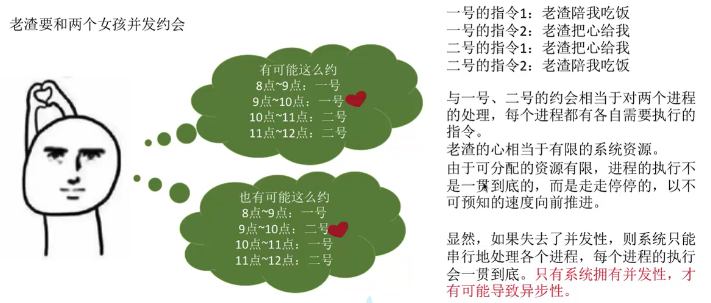 老渣要和两个女孩并发约会
有可能这么约
8点~9点：一号
9点~10点：一号
10点~11点：二号
11点~12点：二号
也有可能这么约
8点~9点：一号
9点~10点：二号
10点~11点：一号
11点~12点：二号
一号的指令1：老渣陪我吃饭
一号的指令2：老渣把心给我
二号的指令1：老渣把心给我
二号的指令2：老渣陪我吃饭
与一号、二号的约会相当于对两个进程
的处理，每个进程都有各自需要执行的
指令。
老渣的心相当于有限的系统资源。
由于可分配的资源有限，进程的执行不
是一贯到底的，而是走走停停的，以不
可预知的速度向前推进。
显然，如果失去了并发性，则系统只能
串行地处理各个进程，每个进程的执行
会一贯到底。只有系统拥有并发性，才
有可能导致异步性。